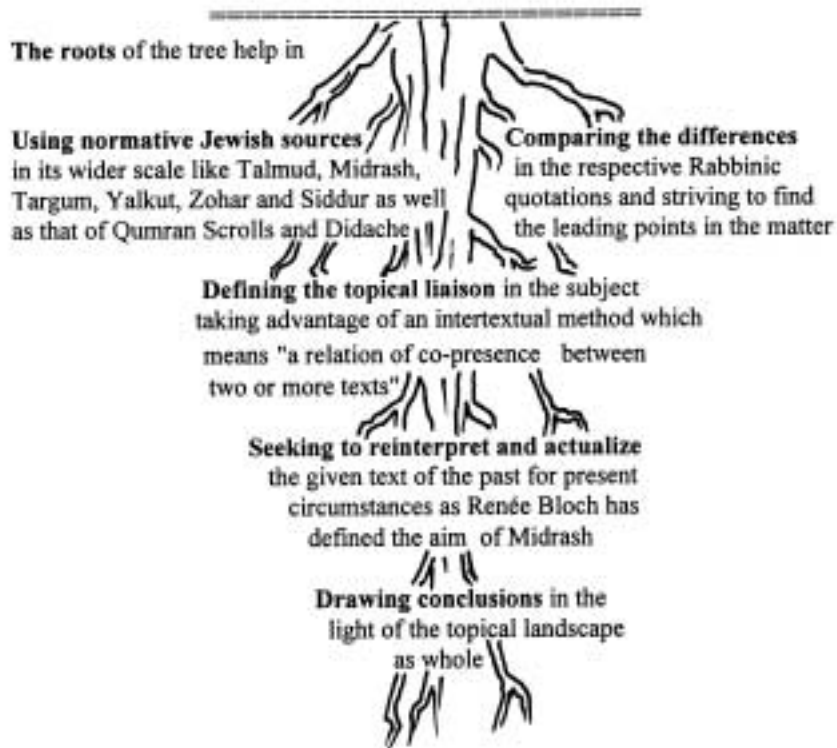 The roots of the tree help in
Using normative Jewish sources
in its wider scale like Talmud, Midrash,
Targum, Yalkut, Zohar and Siddur as well
as that of Qumran Scrolls and Didache
Comparing the differences
in the respective Rabbinic
quotations and striving to find
the leading points in the matter
Defining the topical liaison in the subject
taking advantage of an intertextual method which
means "a relation of co-presence between
two or more texts"
Seeking to reinterpret and actualize
the given text of the past for present
circumstances as Renée Bloch has
defined the aim of Midrash
Drawing conclusions in the
light of the topical landscape
as whole